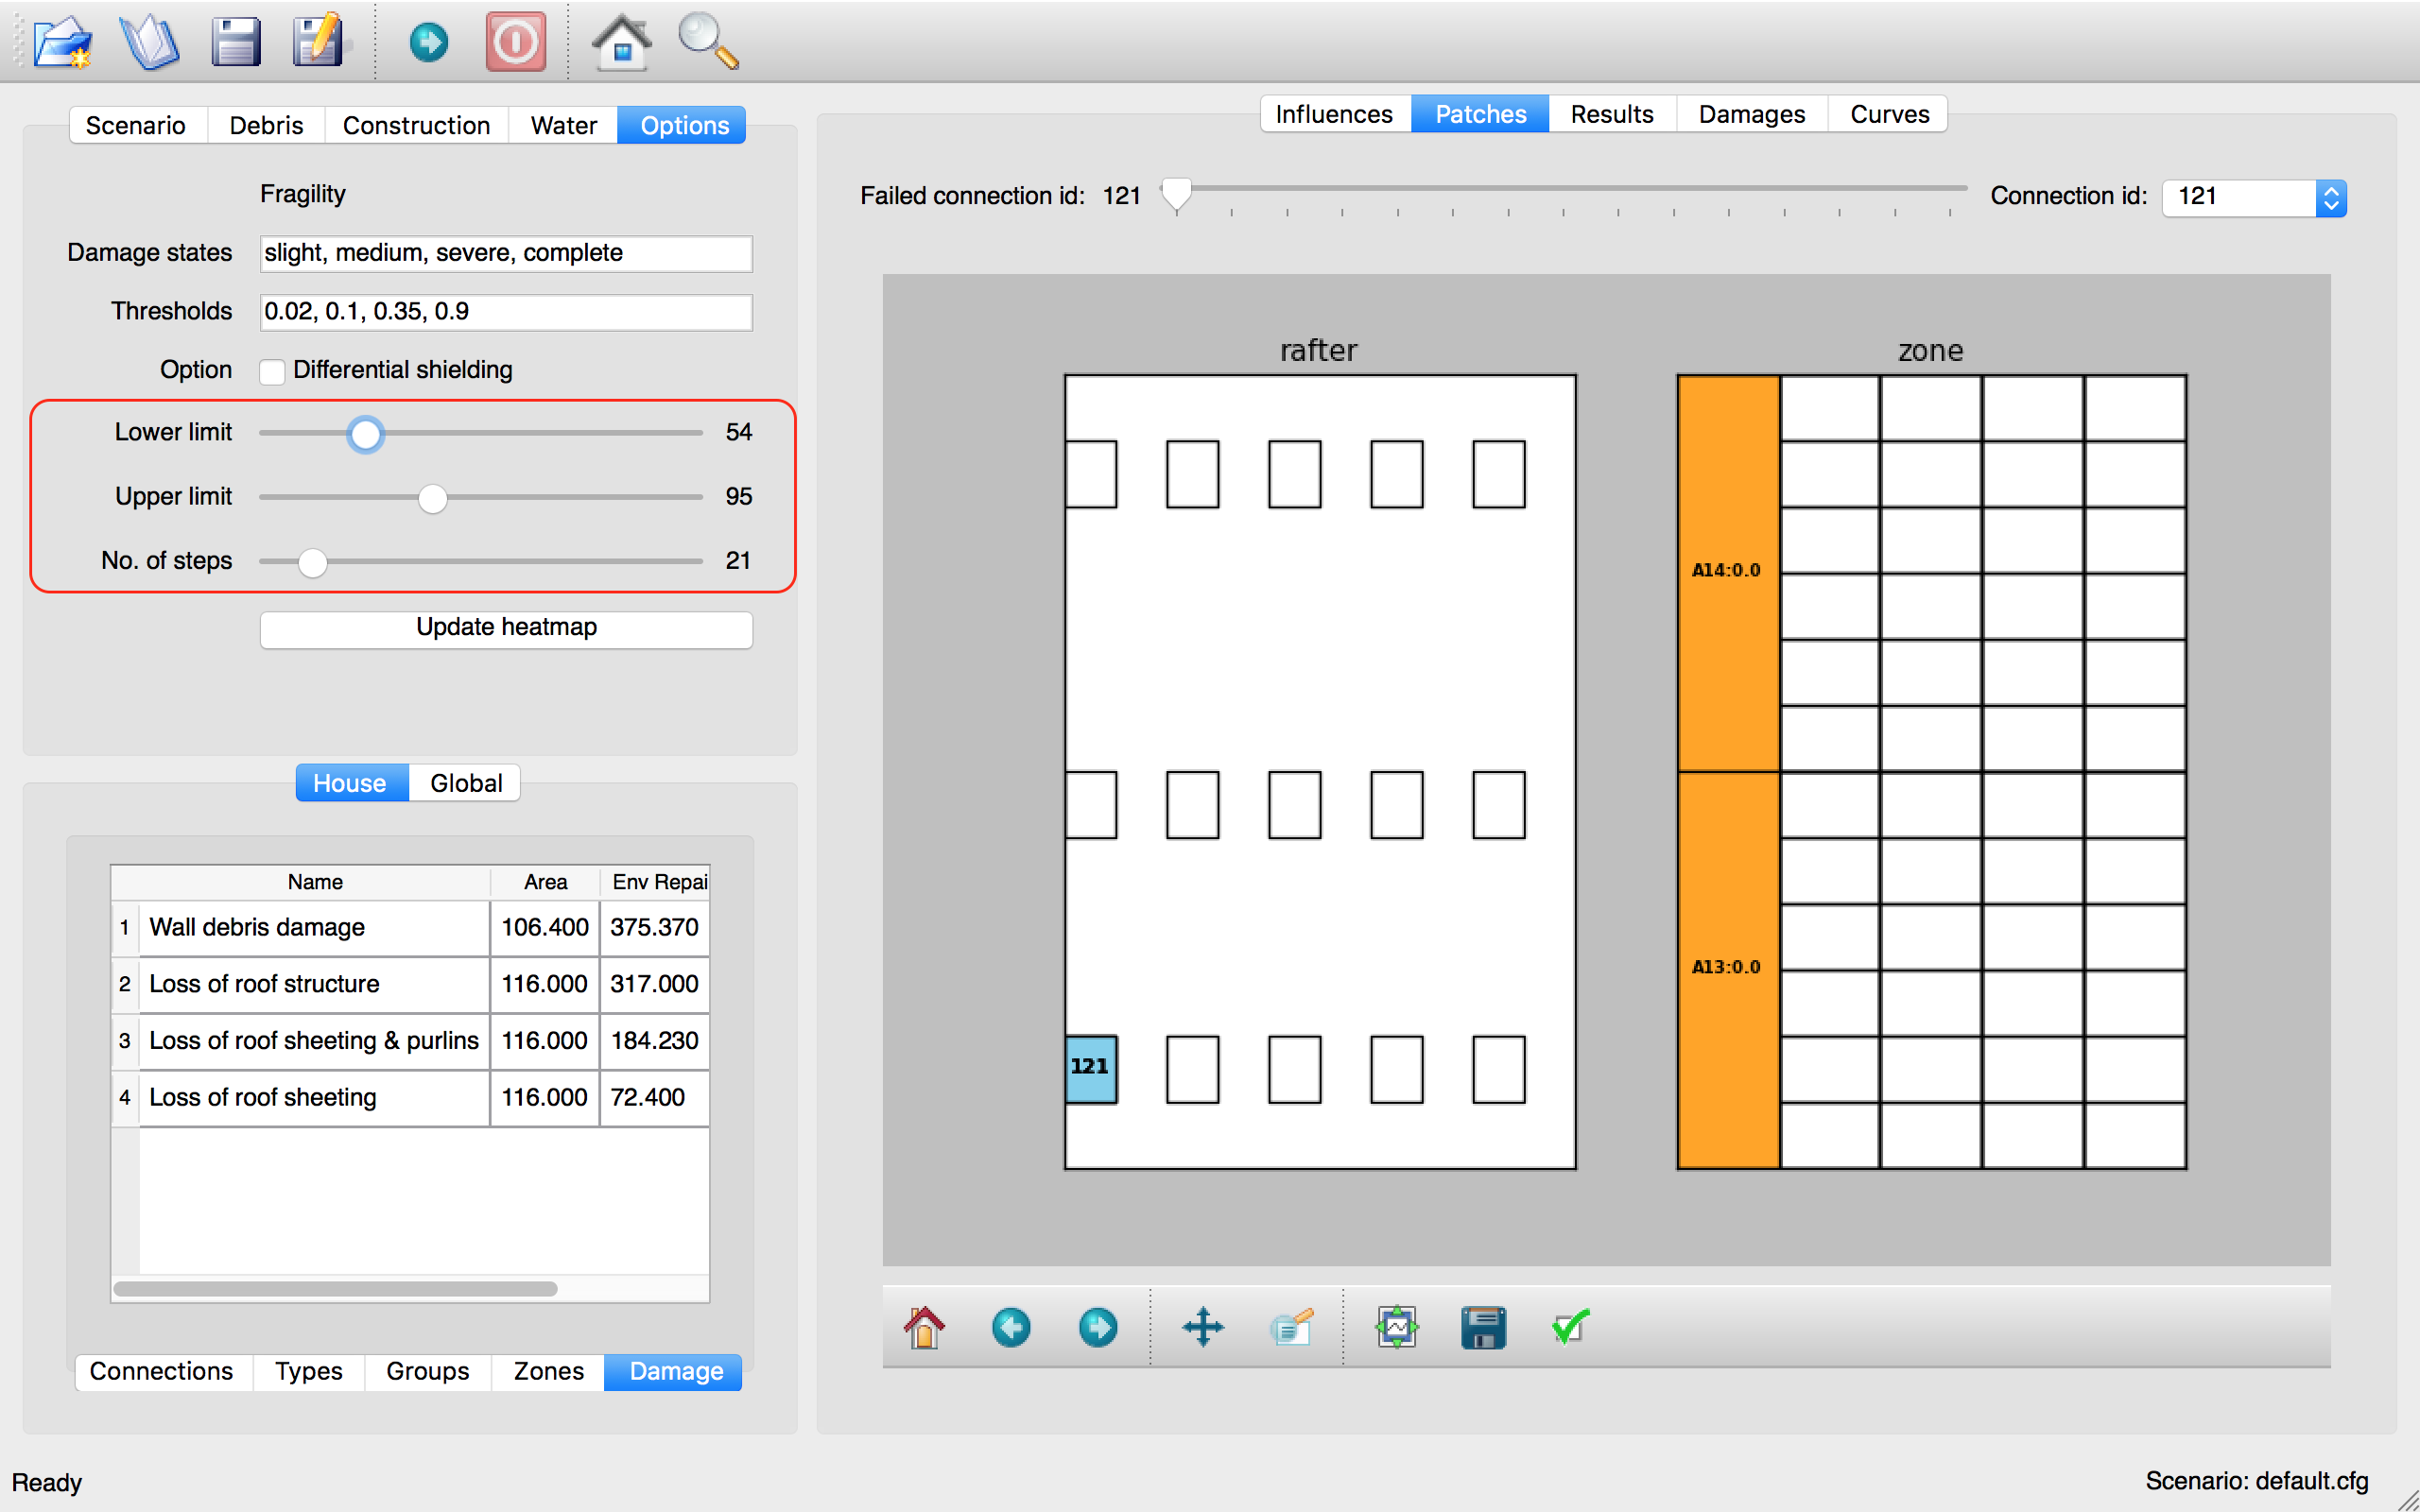 Scenario Debris Construction Water Options
Fragility
Damage states slight, medium, severe, complete
Thresholds 0.02, 0.1, 0.35, 0.9
Option Differential shielding
Lower limit 54
Upper limit 95
No. of steps 21
Update heatmap
House Global
Name Area Env Repai
1 Wall debris damage 106.400 375.370
2 Loss of roof structure 116.000 317.000
3 Loss of roof sheeting & purlins 116.000 184.230
4 Loss of roof sheeting 116.000 72.400
Connections Types Groups Zones Damage
Influences Patches Results Damages Curves
Failed connection id: 121 Connection id: 121
rafter
121
zone
A14:0.0
A13:0.0
Ready
Scenario: default.cfg